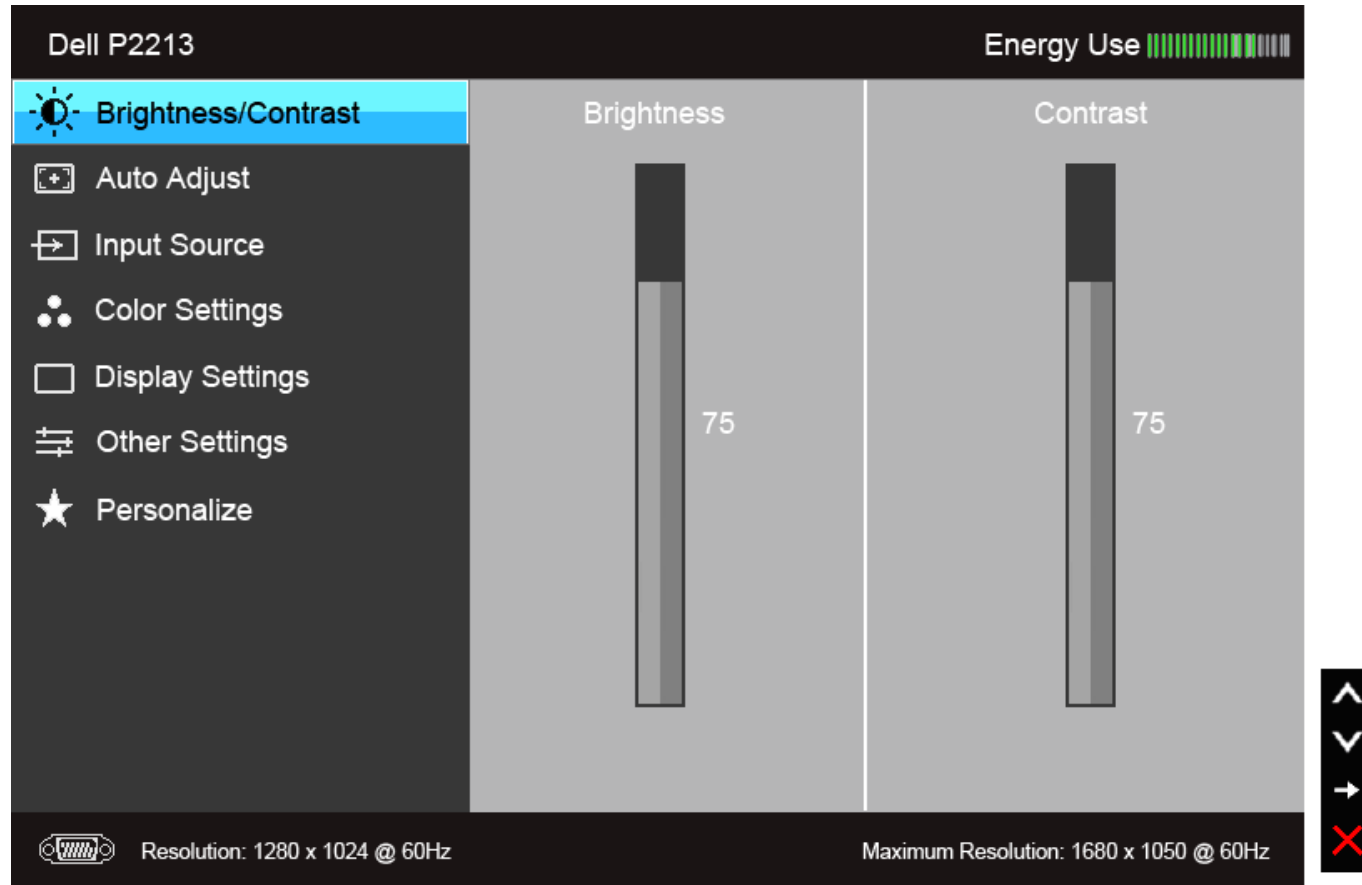 Dell P2213
Energy Use
Brightness/Contrast
Auto Adjust
Input Source
Color Settings
Display Settings
Other Settings
Personalize
Brightness
75
Contrast
75
Resolution: 1280 x 1024 @ 60Hz
Maximum Resolution: 1680 x 1050 @ 60Hz